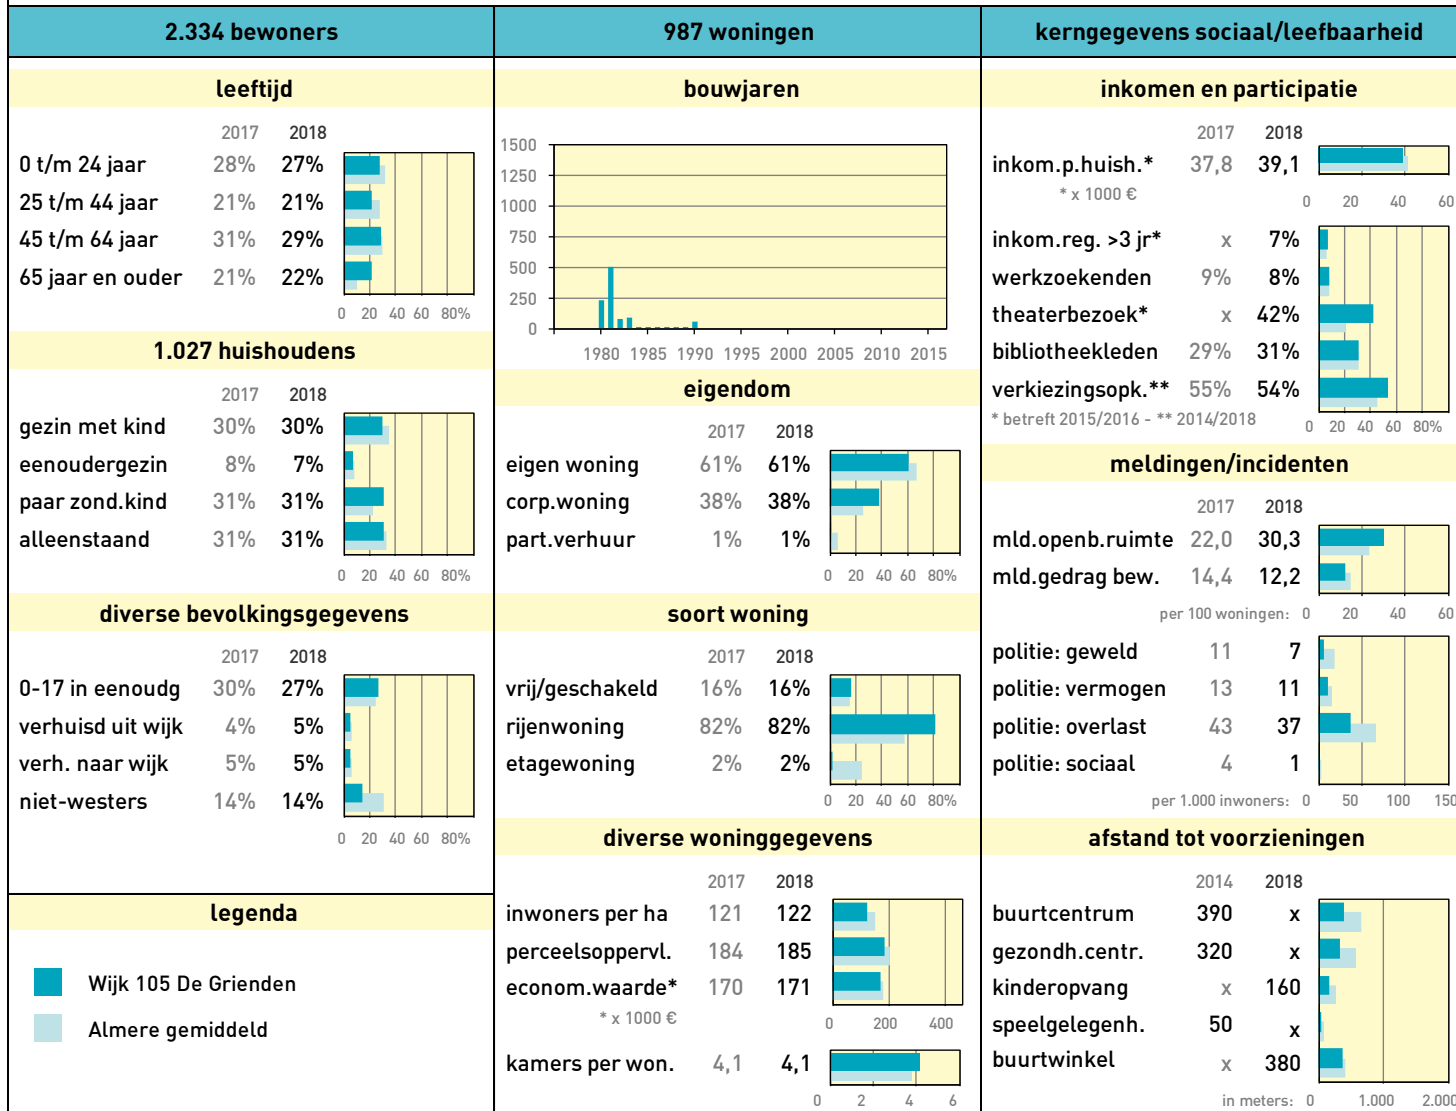 2.334 bewoners
leeftijd
2017 2018
0 t/m 24 jaar 28% 27%
25 t/m 44 jaar 21% 21%
45 t/m 64 jaar 31% 29%
65 jaar en ouder 21% 22%
0 20 40 60 80%
1.027 huishoudens
2017 2018
gezin met kind 30% 30%
eenoudergezin 8% 7%
paar zond.kind 31% 31%
alleenstaand 31% 31%
0 20 40 60 80%
diverse bevolkingsgegevens
2017 2018
0-17 in eenoudg 30% 27%
verhuisd uit wijk 4% 5%
verh. naar wijk 5% 5%
niet-westers 14% 14%
0 20 40 60 80%
legenda
Wijk 105 De Grienden
Almere gemiddeld
987 woningen
bouwjaren
1500
1250
1000
750
500
250
0
1980 1985 1990 1995 2000 2005 2010 2015
eigendom
2017 2018
eigen woning 61% 61%
corp.woning 38% 38%
part.verhuur 1% 1%
0 20 40 60 80%
soort woning
2017 2018
vrij/geschakeld 16% 16%
rijenwoning 82% 82%
etagewoning 2% 2%
0 20 40 60 80%
diverse woninggegevens
2017 2018
inwoners per ha 121 122
perceelsoppervl. 184 185
econom.waarde* 170 171
* x 1000 €
0 200 400
kamers per won. 4,1 4,1
0 2 4 6
kerngegevens sociaal/leefbaarheid
inkomen en participatie
2017 2018
inkom.p.huish.* 37,8 39,1
* x 1000 €
0 20 40 60
inkom.reg. >3 jr* x 7%
werkzoekenden 9% 8%
theaterbezoek* x 42%
bibliotheekleden 29% 31%
verkiezingsopk.** 55% 54%
* betreft 2015/2016 - ** 2014/2018
0 20 40 60 80%
meldingen/incidenten
2017 2018
mld.openb.ruimte 22,0 30,3
mld.gedrag bew. 14,4 12,2
per 100 woningen: 0 20 40 60
politie: geweld 11 7
politie: vermogen 13 11
politie: overlast 43 37
politie: sociaal 4 1
per 1.000 inwoners: 0 50 100 150
afstand tot voorzieningen
2014 2018
buurtcentrum 390 x
gezondh.centr. 320 x
kinderopvang x 160
speelgelegenh. 50 x
buurtwinkel x 380
in meters: 0 1.000 2.000